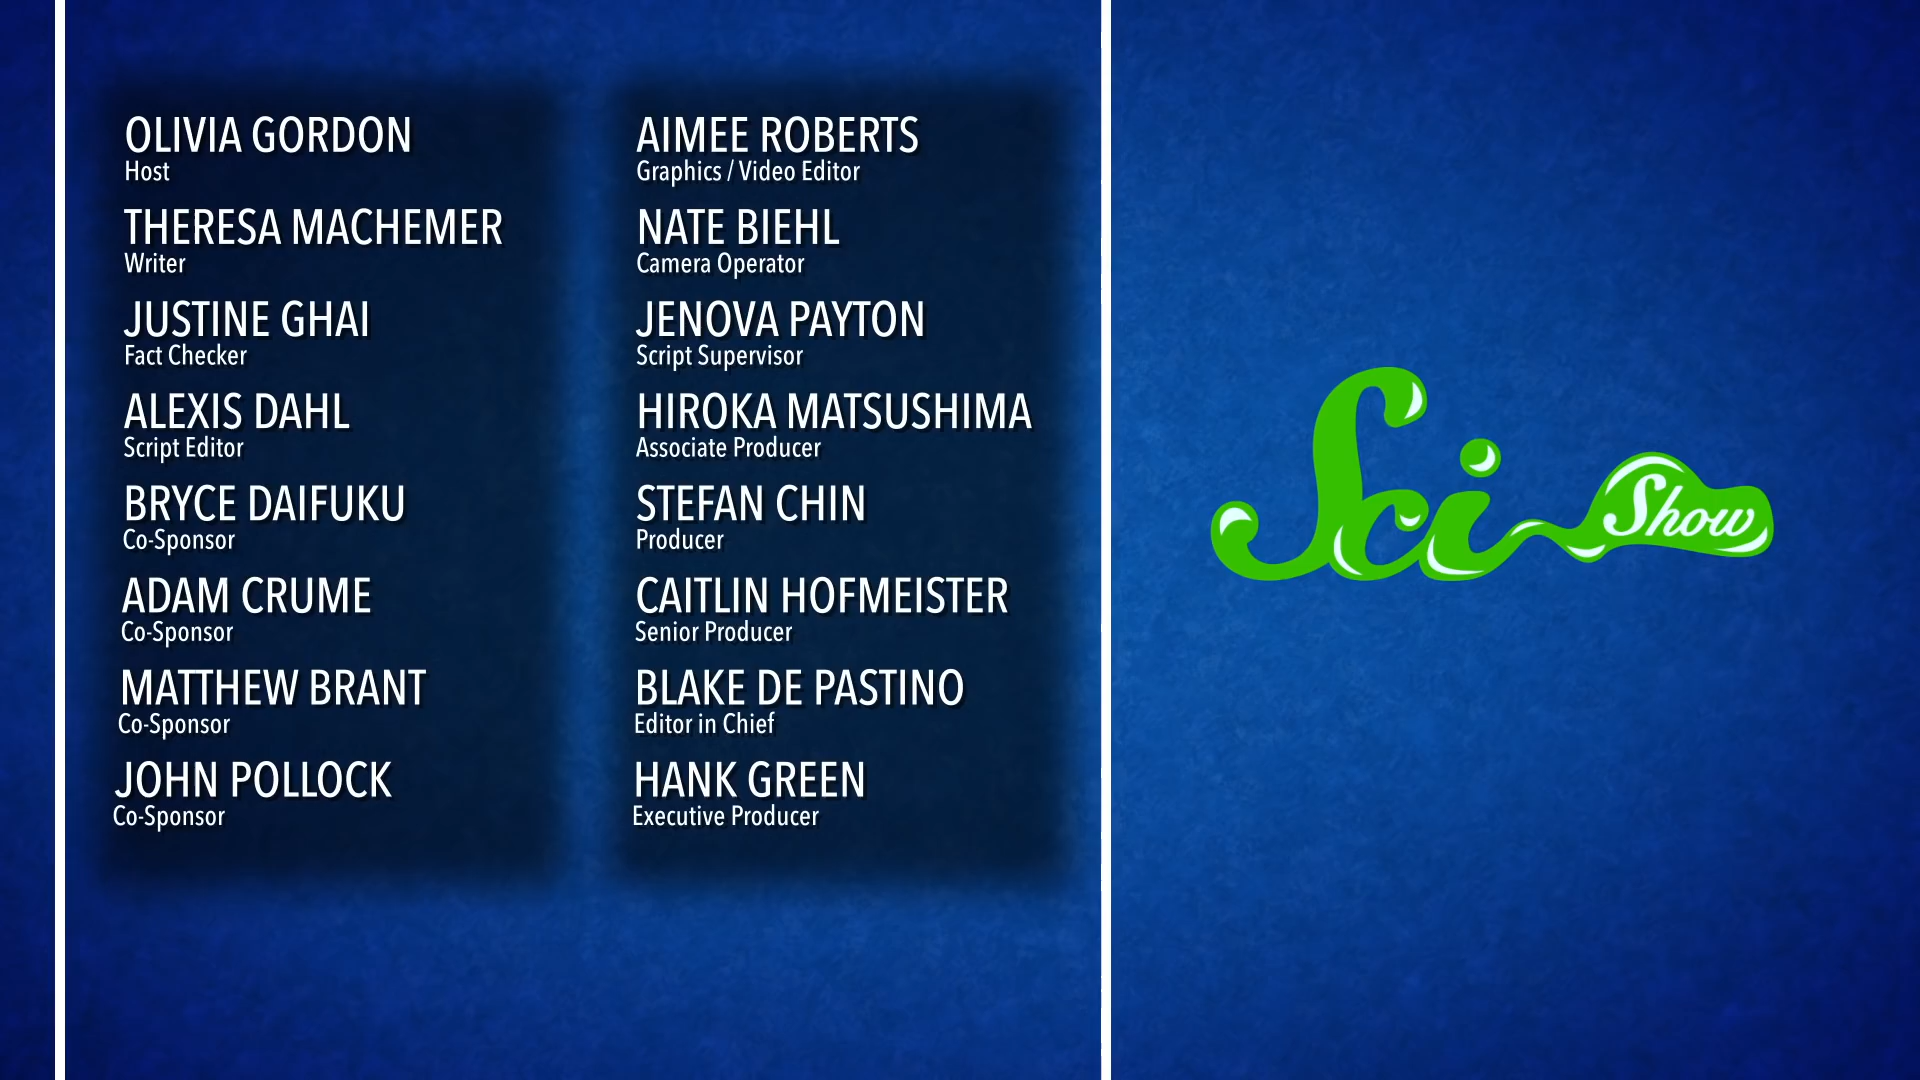 OLIVIA GORDON
Host
THERESA MACHEMER
Writer
JUSTINE GHAI
Fact Checker
ALEXIS DAHL
Script Editor
BRYCE DAIFUKU
Co-Sponsor
ADAM CRUME
Co-Sponsor
MATTHEW BRANT
Co-Sponsor
JOHN POLLOCK
Co-Sponsor
AIMEE ROBERTS
Graphics / Video Editor
NATE BIEHL
Camera Operator
JENOVA PAYTON
Script Supervisor
HIROKA MATSUSHIMA
Associate Producer
STEFAN CHIN
Producer
CAITLIN HOFMEISTER
Senior Producer
BLAKE DE PASTINO
Editor in Chief
HANK GREEN
Executive Producer
Sci Show